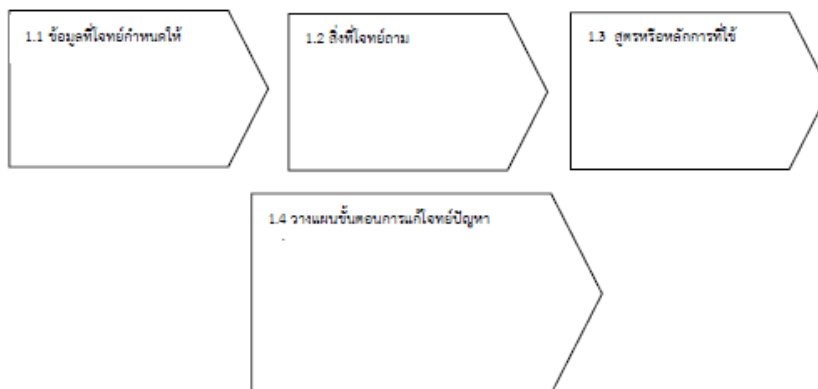 1.1 ข้อมูลที่โจทย์กำหนดให้
1.2 สิ่งที่โจทย์ถาม
1.3 สูตรหรือหลักการที่ใช้
1.4 วางแผนขั้นตอนการแก้โจทย์ปัญหา